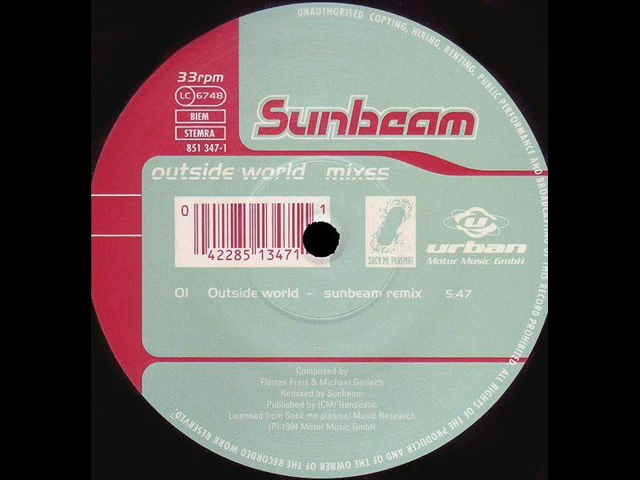 UNAUTHORISED COPYING, HIRING, RENTING, PUBLIC PERFORMANCE AND BROADCASTING OF THIS RECORD PROHIBITED. ALL RIGHTS OF THE PRODUCER AND OF THE OWNER OF THE RECORDED WORK RESERVED.
33rpm
LC 6748
BIEM
STEMRA
851 347-1
Sunbeam
outside world mixes
0 1
42285 13471
SUCK ME PLASMA!
urban
Motor Music GmbH
01 Outside world - sunbeam remix 5:47
Composed by
Florian Preis & Michael Gerlach
Remixed by Sunbeam
Published by (CM) Hanseatic
Licensed from Suck me plasma/ Music Research
(P) 1994 Motor Music GmbH